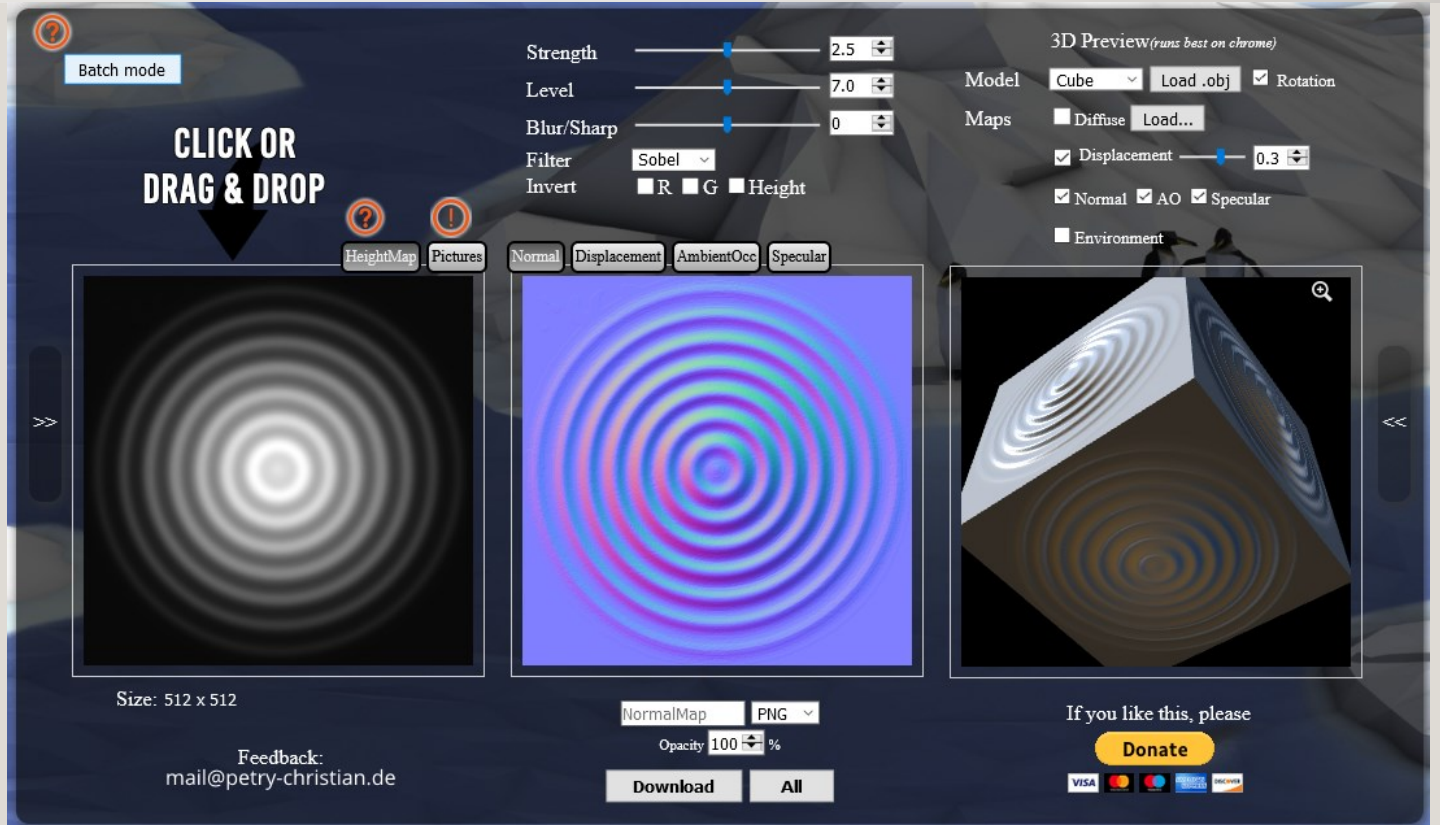 ?
Batch mode
CLICK OR
DRAG & DROP
Strength 2.5
Level 7.0
Blur/Sharp 0
Filter Sobel
Invert R G Height
3D Preview(runs best on chrome)
Model Cube Load .obj Rotation
Maps Diffuse Load...
Displacement 0.3
Normal AO Specular
Environment
? !
HeightMap Pictures Normal Displacement AmbientOcc Specular
>> <<
Size: 512 x 512
Feedback:
mail@petry-christian.de
NormalMap PNG
Opacity 100 %
Download All
If you like this, please
Donate
VISA